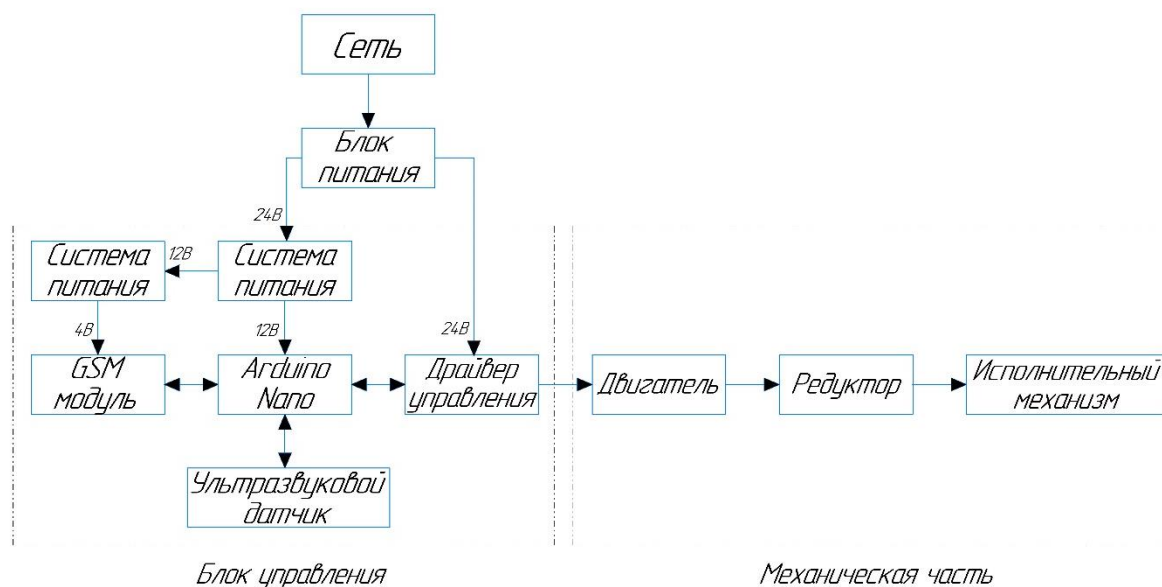 Сеть
Блок
питания
24В
Система
питания
12В
Система
питания
4В
12В
24В
GSM
модуль
Arduino
Nano
Драйвер
управления
Двигатель
Редуктор
Исполнительный
механизм
Ультразвуковой
датчик
Блок управления
Механическая часть